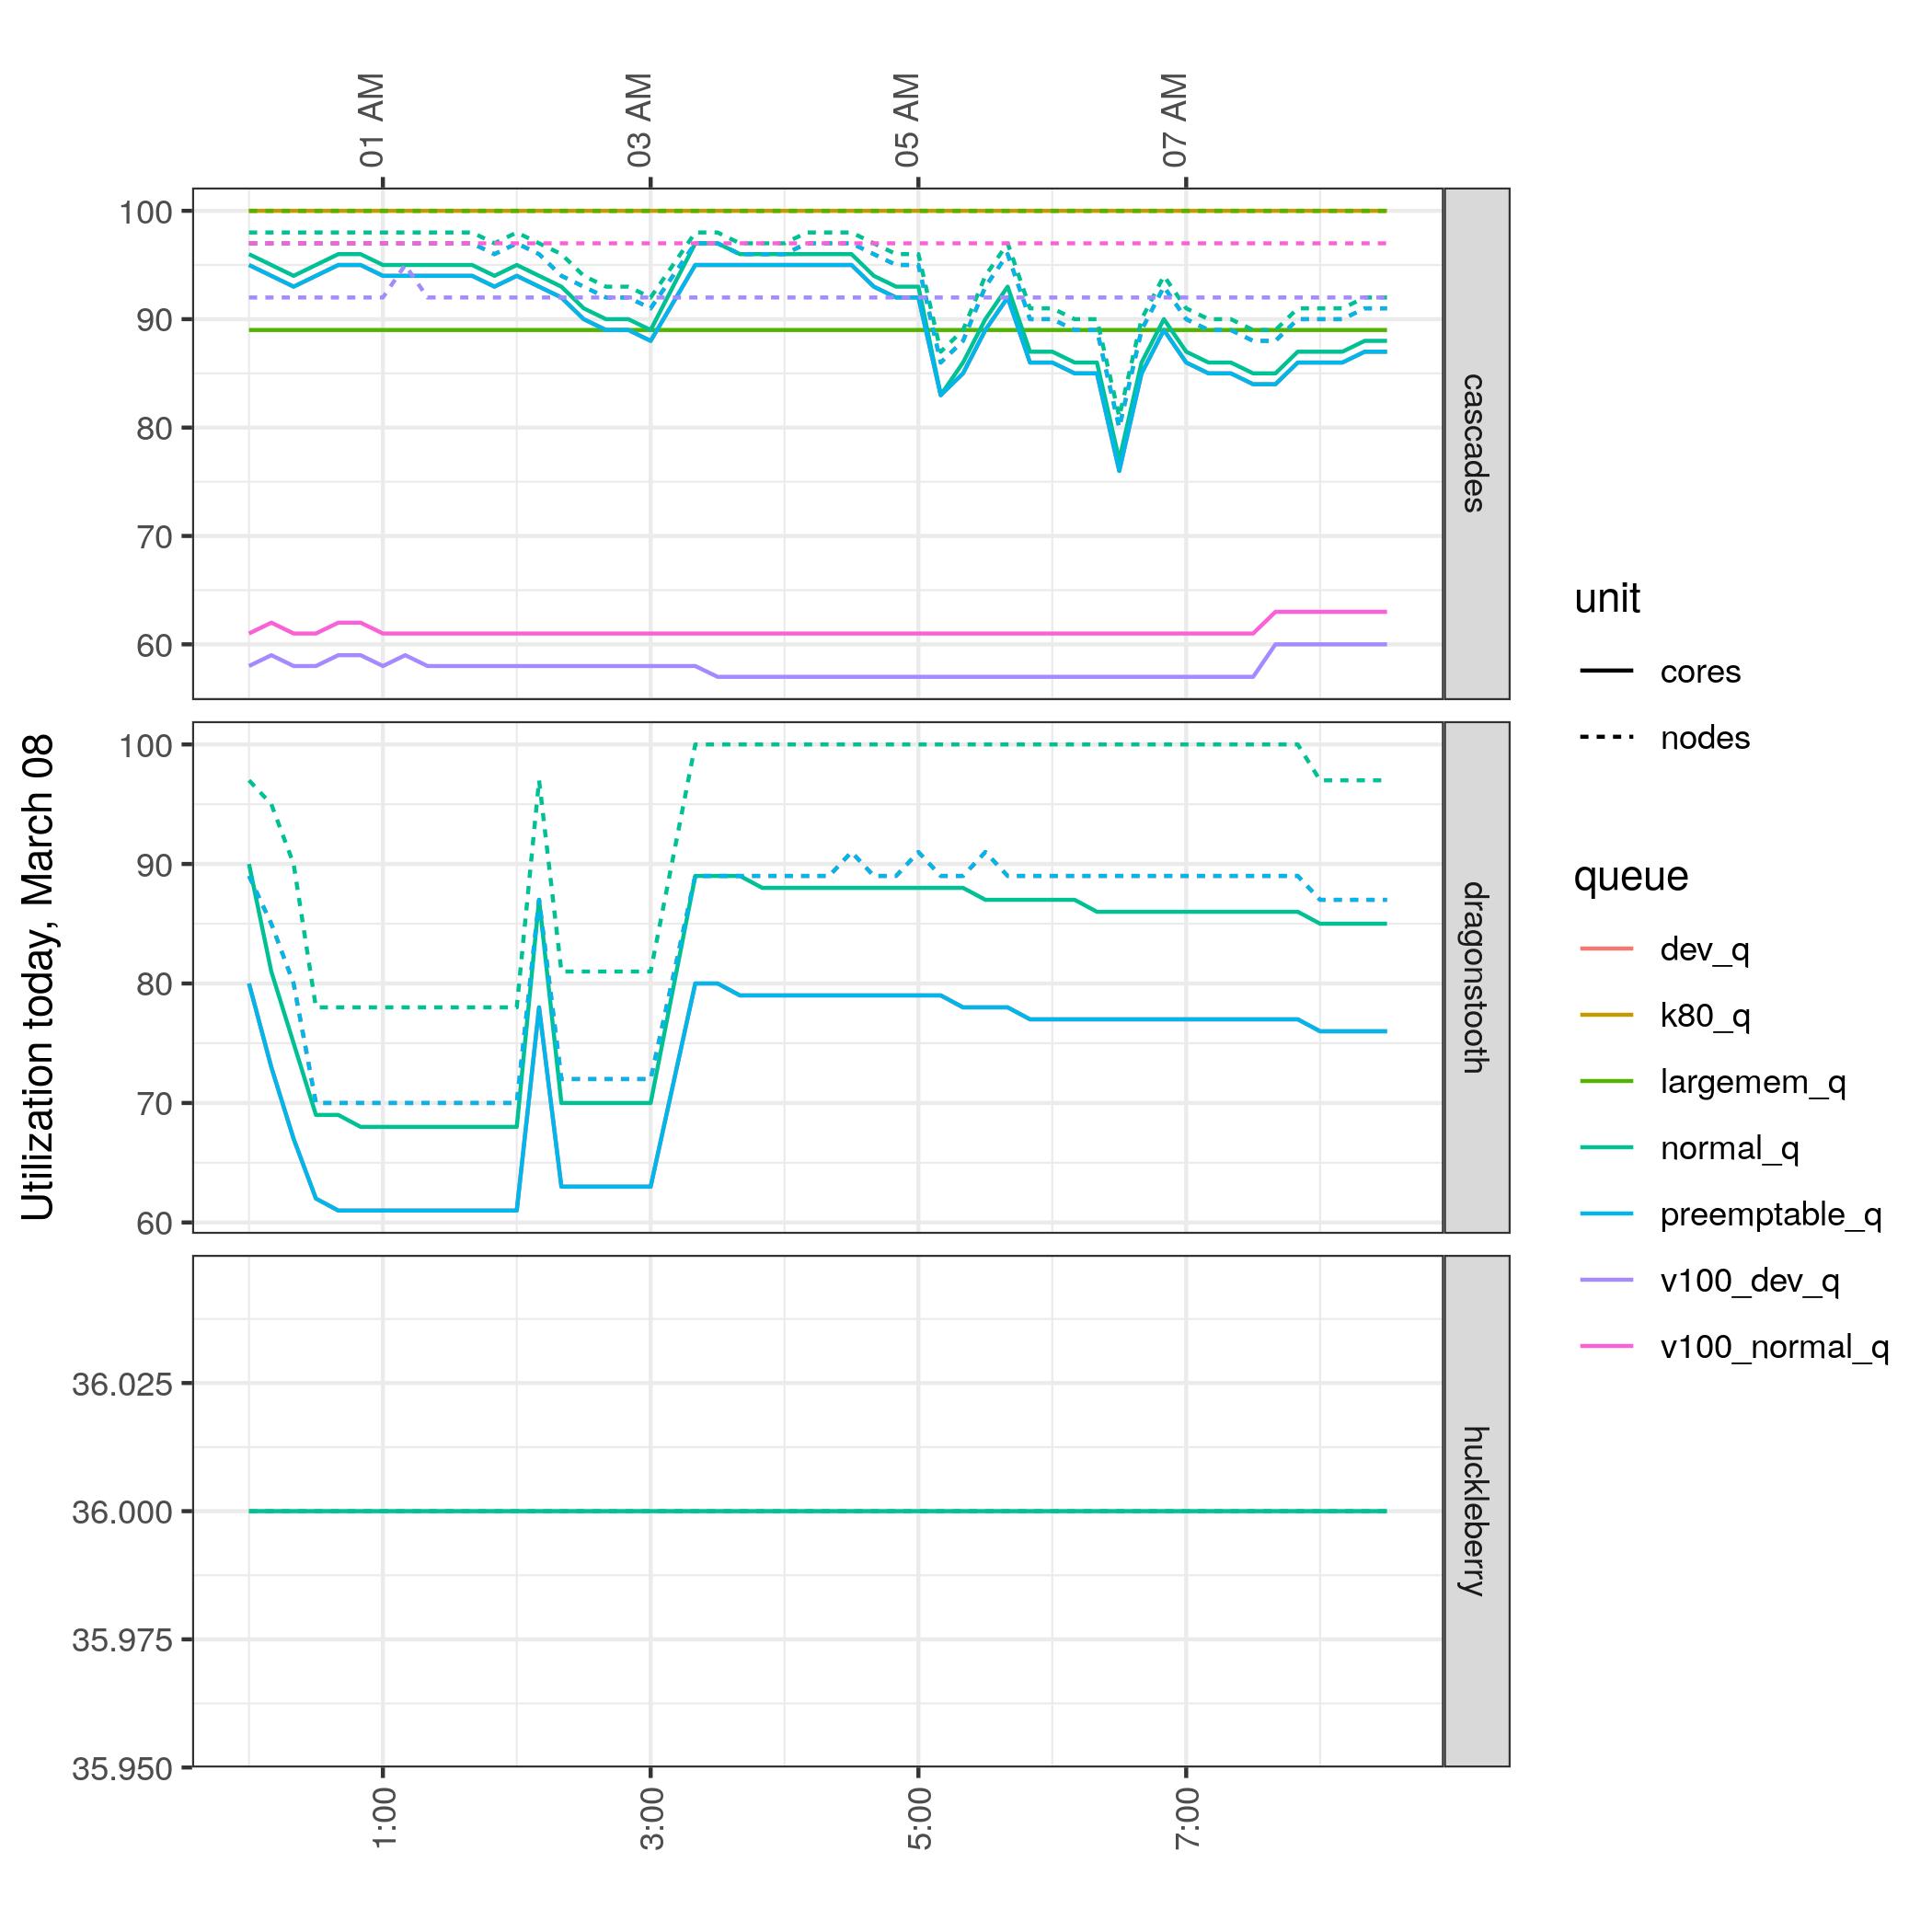 01 AM
03 AM
05 AM
07 AM
100
90
80
70
60
cascades
Utilization today, March 08
100
90
80
70
60
dragonstooth
36.025
36.000
35.975
35.950
huckleberry
1:00
3:00
5:00
7:00
unit
cores
nodes
queue
dev_q
k80_q
largemem_q
normal_q
preemptable_q
v100_dev_q
v100_normal_q